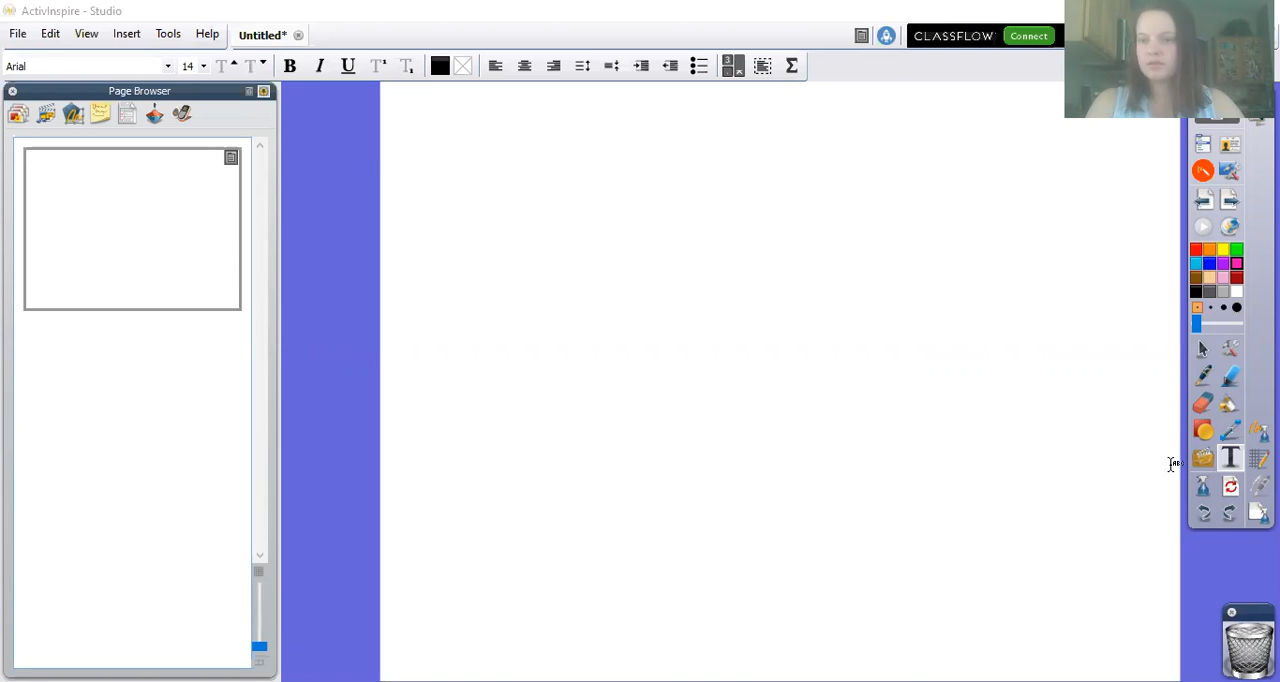 ActivInspire - Studio
File Edit View Insert Tools Help Untitled*
CLASSFLOW Connect
Arial 14 B I U
Page Browser
T